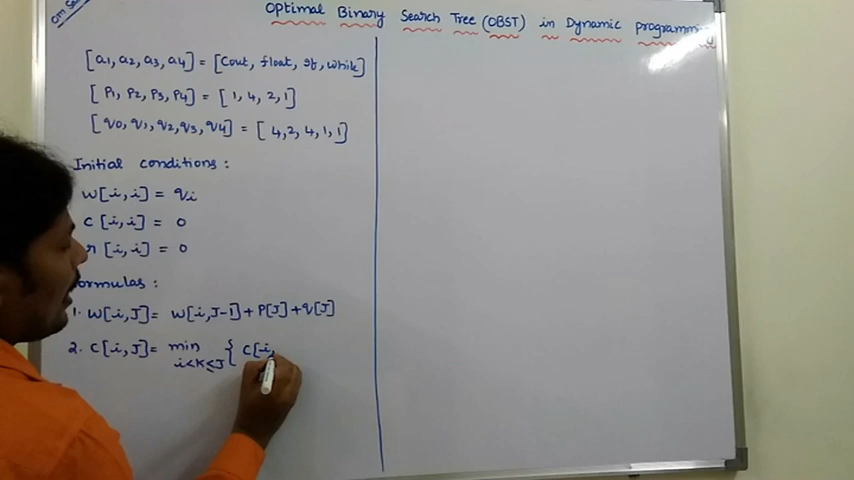 Optimal Binary Search Tree (OBST) in Dynamic programming
[a1, a2, a3, a4] = [Cout, float, if, while]
[P1, P2, P3, P4] = [1, 4, 2, 1]
[q0, q1, q2, q3, q4] = [4, 2, 4, 1, 1]
Initial conditions :
W[i, i] = qi
C[i, i] = 0
r[i, i] = 0
Formulas :
1. W[i, J] = W[i, J-1] + P[J] + q[J]
2. C[i, J] = min { C[i,
i<K≤J